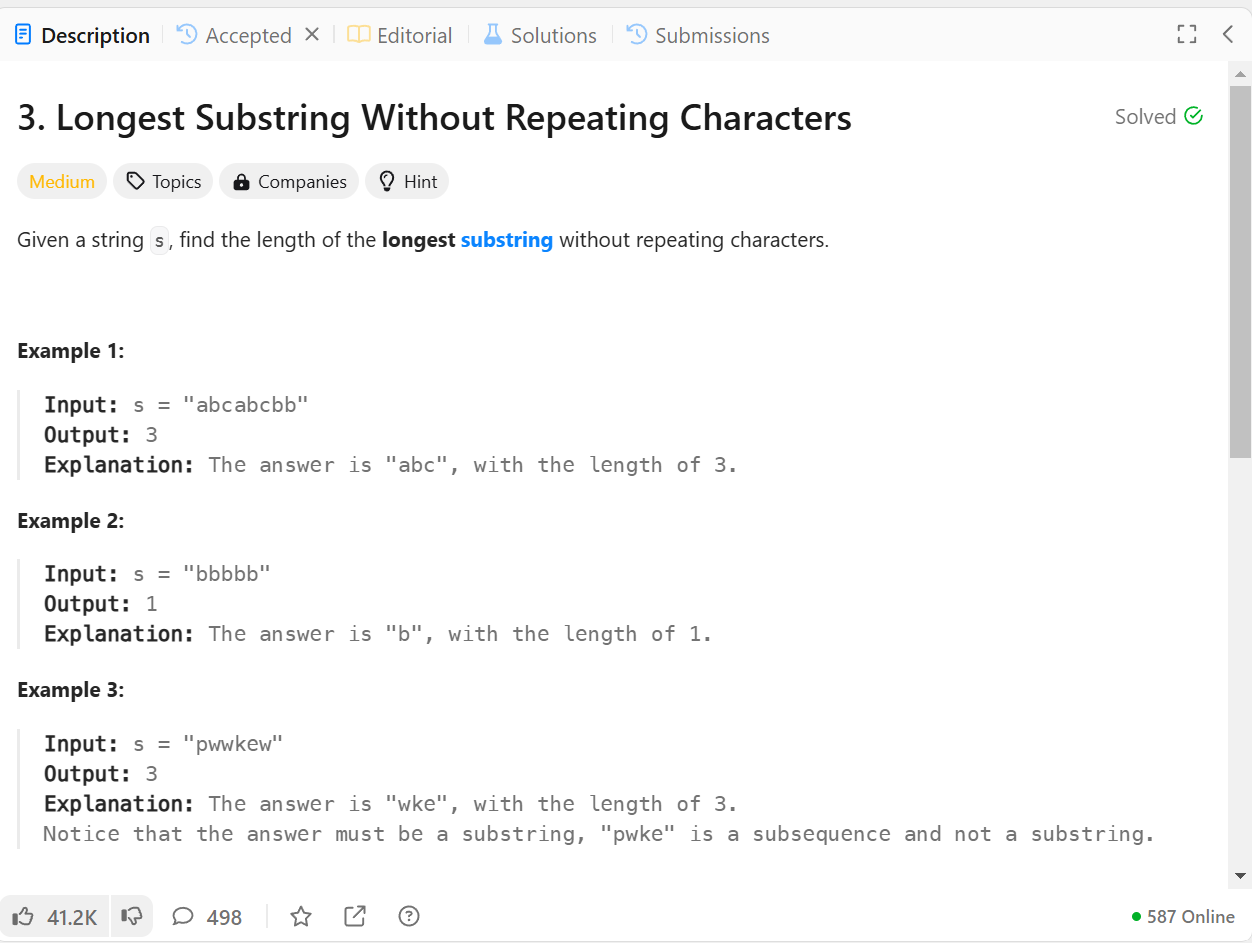 Description Accepted Editorial Solutions Submissions
3. Longest Substring Without Repeating Characters
Solved
Medium Topics Companies Hint
Given a string s, find the length of the longest substring without repeating characters.
Example 1:
Input: s = "abcabcbb"
Output: 3
Explanation: The answer is "abc", with the length of 3.
Example 2:
Input: s = "bbbbb"
Output: 1
Explanation: The answer is "b", with the length of 1.
Example 3:
Input: s = "pwwkew"
Output: 3
Explanation: The answer is "wke", with the length of 3.
Notice that the answer must be a substring, "pwke" is a subsequence and not a substring.
41.2K 498 587 Online